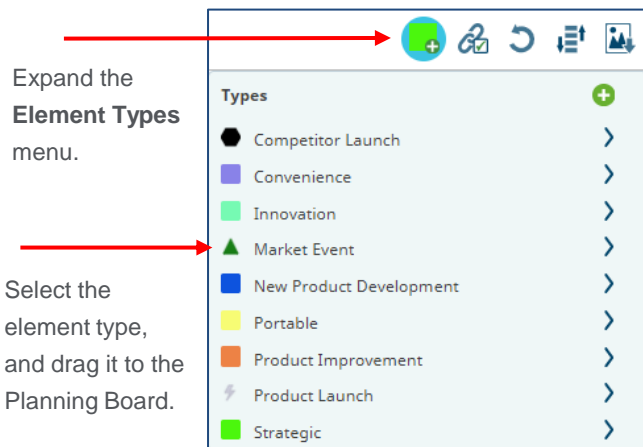 Expand the
Element Types
menu.
Types
Competitor Launch
Convenience
Innovation
Market Event
New Product Development
Portable
Product Improvement
Product Launch
Strategic
Select the
element type,
and drag it to the
Planning Board.